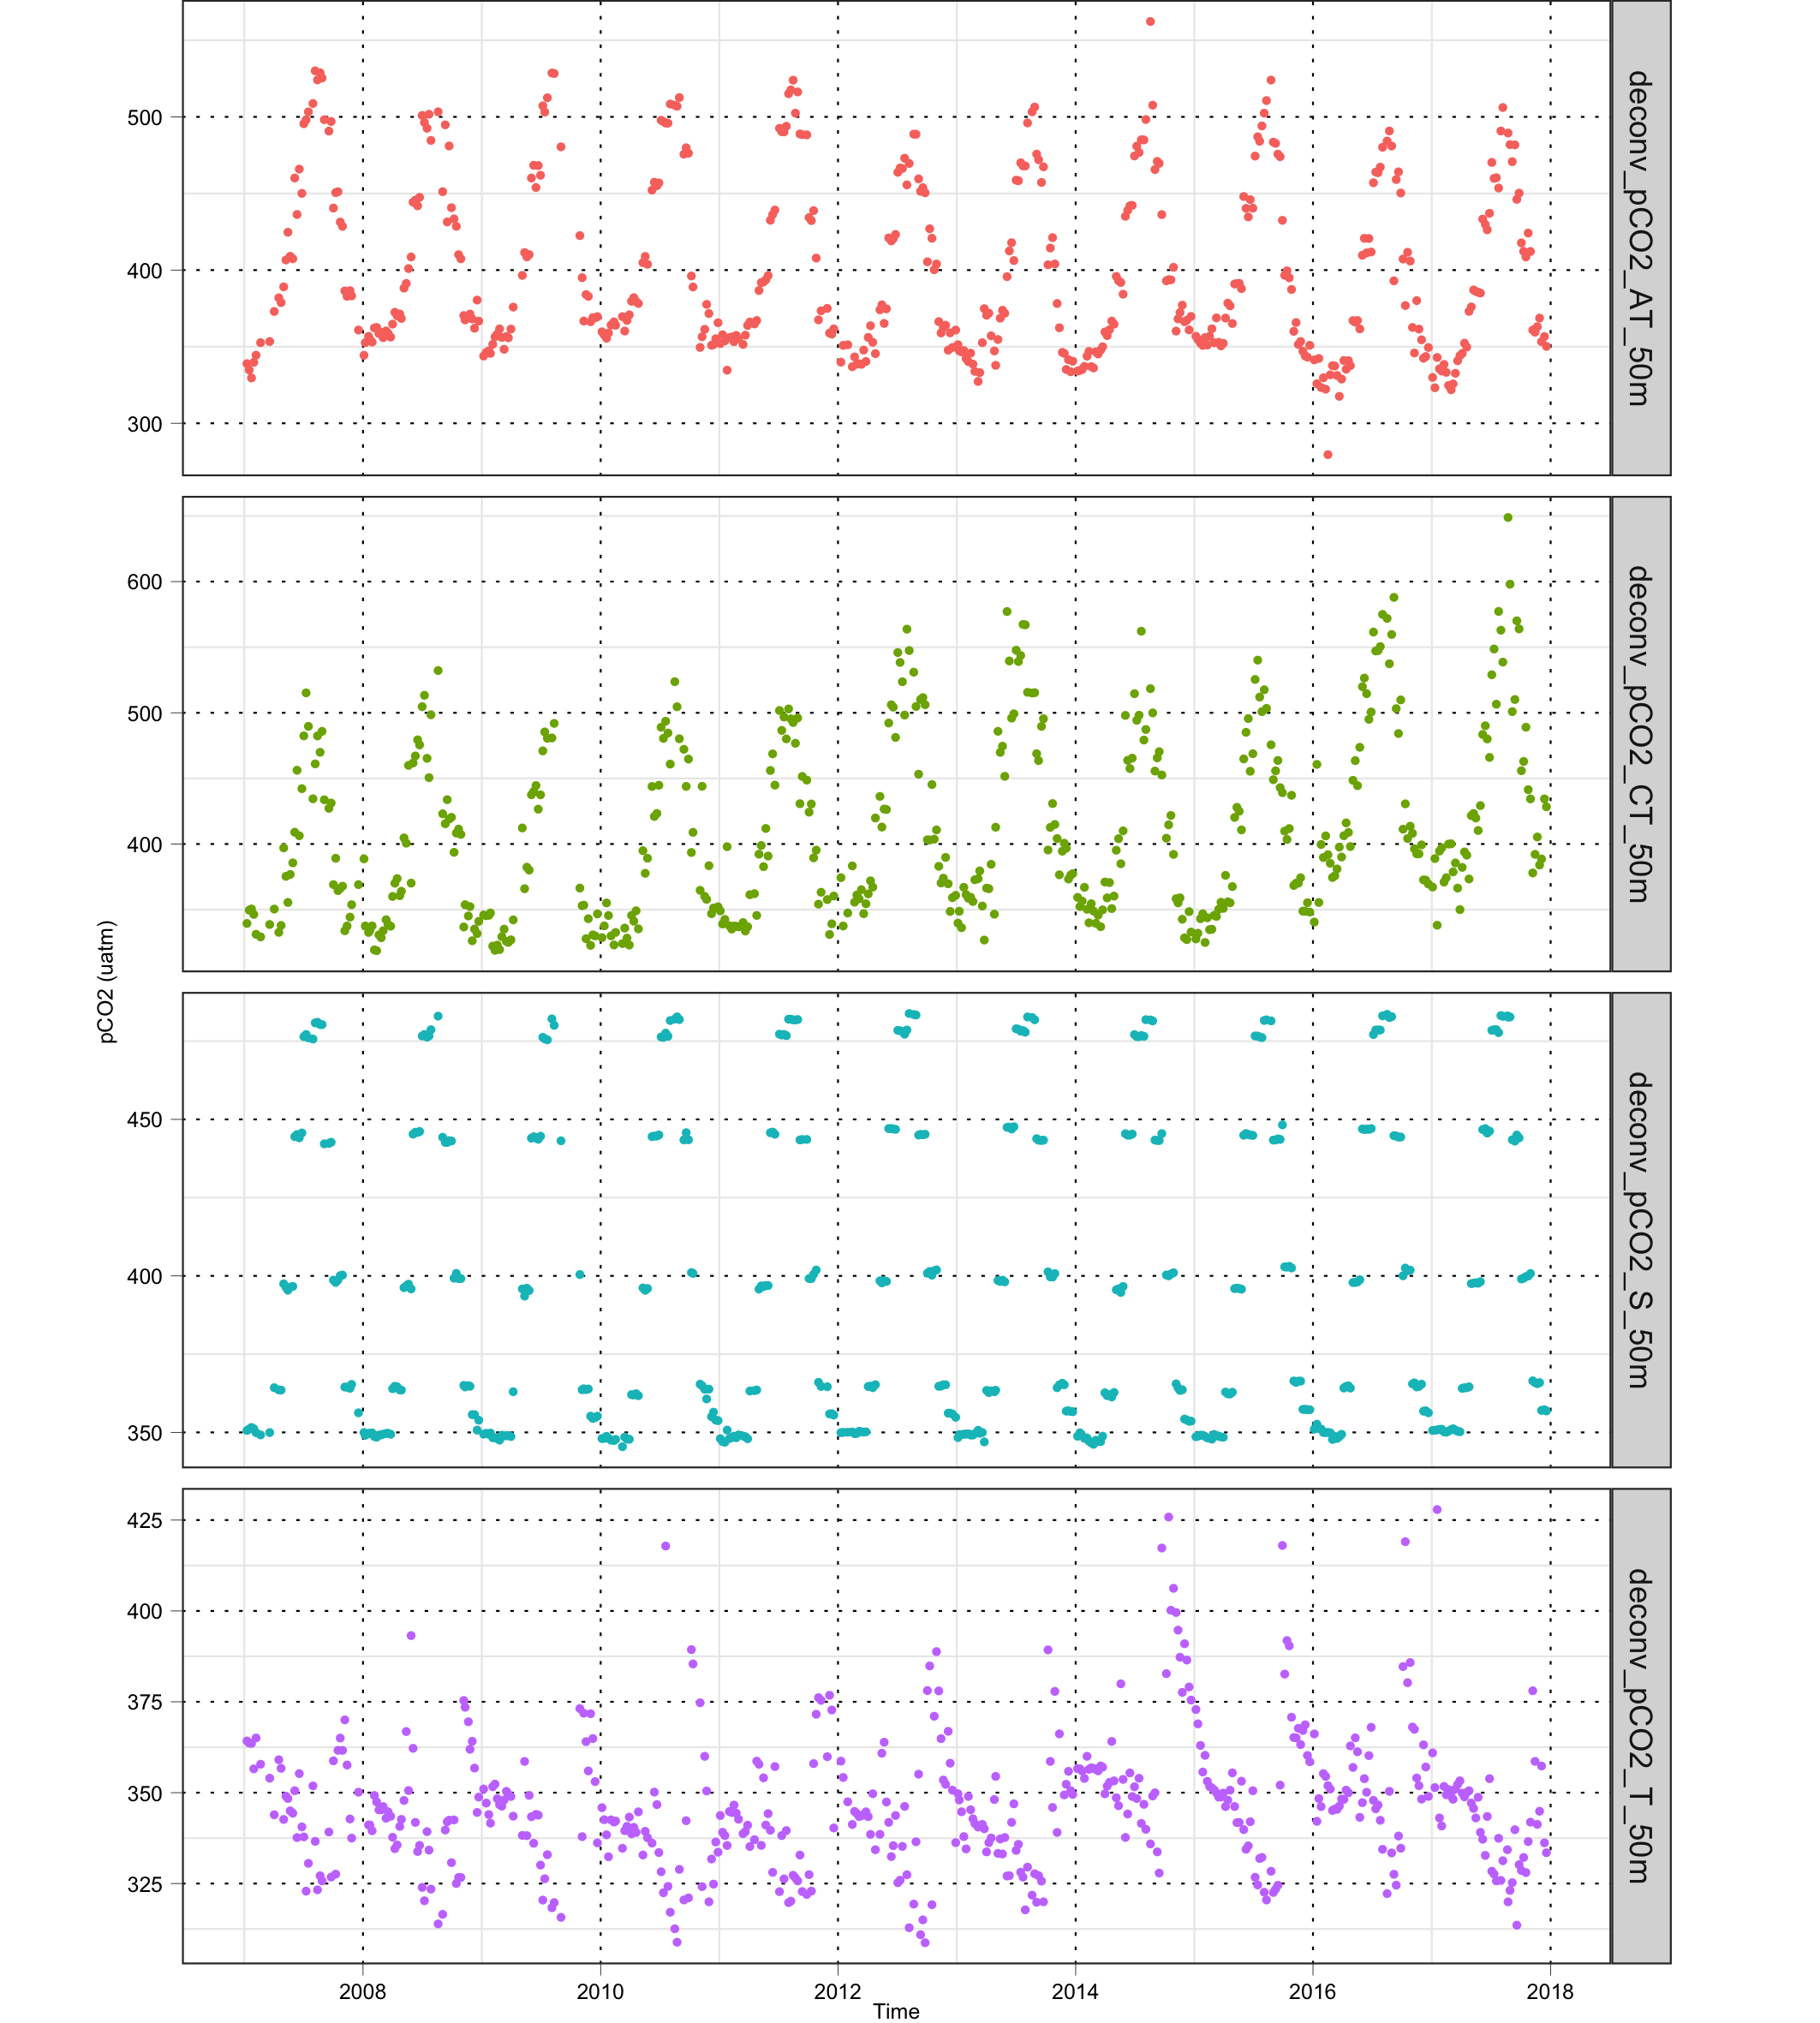 500
400
300
deconv_pCO2_AT_50m
600
500
400
deconv_pCO2_CT_50m
pCO2 (uatm)
450
400
350
deconv_pCO2_S_50m
425
400
375
350
325
deconv_pCO2_T_50m
2008 2010 2012 2014 2016 2018
Time